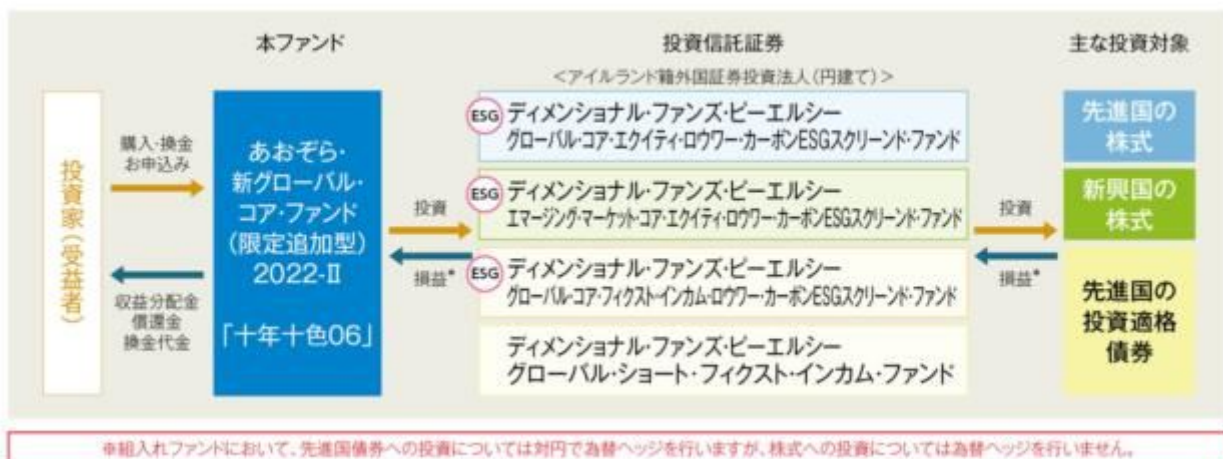 本ファンド
投資信託証券
主な投資対象
<アイルランド籍外国証券投資法人(円建て)>
投資家(受益者)
購入・換金
お申込み
収益分配金
償還金
換金代金
あおぞら・
新グローバル・
コア・ファンド
(限定追加型)
2022-Ⅱ
「十年十色06」
投資
損益*
ESG
ディメンショナル・ファンズ・ピーエルシー
グローバル・コア・エクイティ・ロウワー・カーボンESGスクリーンド・ファンド
ESG
ディメンショナル・ファンズ・ピーエルシー
エマージング・マーケット・コア・エクイティ・ロウワー・カーボンESGスクリーンド・ファンド
ESG
ディメンショナル・ファンズ・ピーエルシー
グローバル・コア・フィクスト・インカム・ロウワー・カーボンESGスクリーンド・ファンド
ディメンショナル・ファンズ・ピーエルシー
グローバル・ショート・フィクスト・インカム・ファンド
投資
損益*
先進国の
株式
新興国の
株式
先進国の
投資適格
債券
※組入れファンドにおいて、先進国債券への投資については対円で為替ヘッジを行いますが、株式への投資については為替ヘッジを行いません。